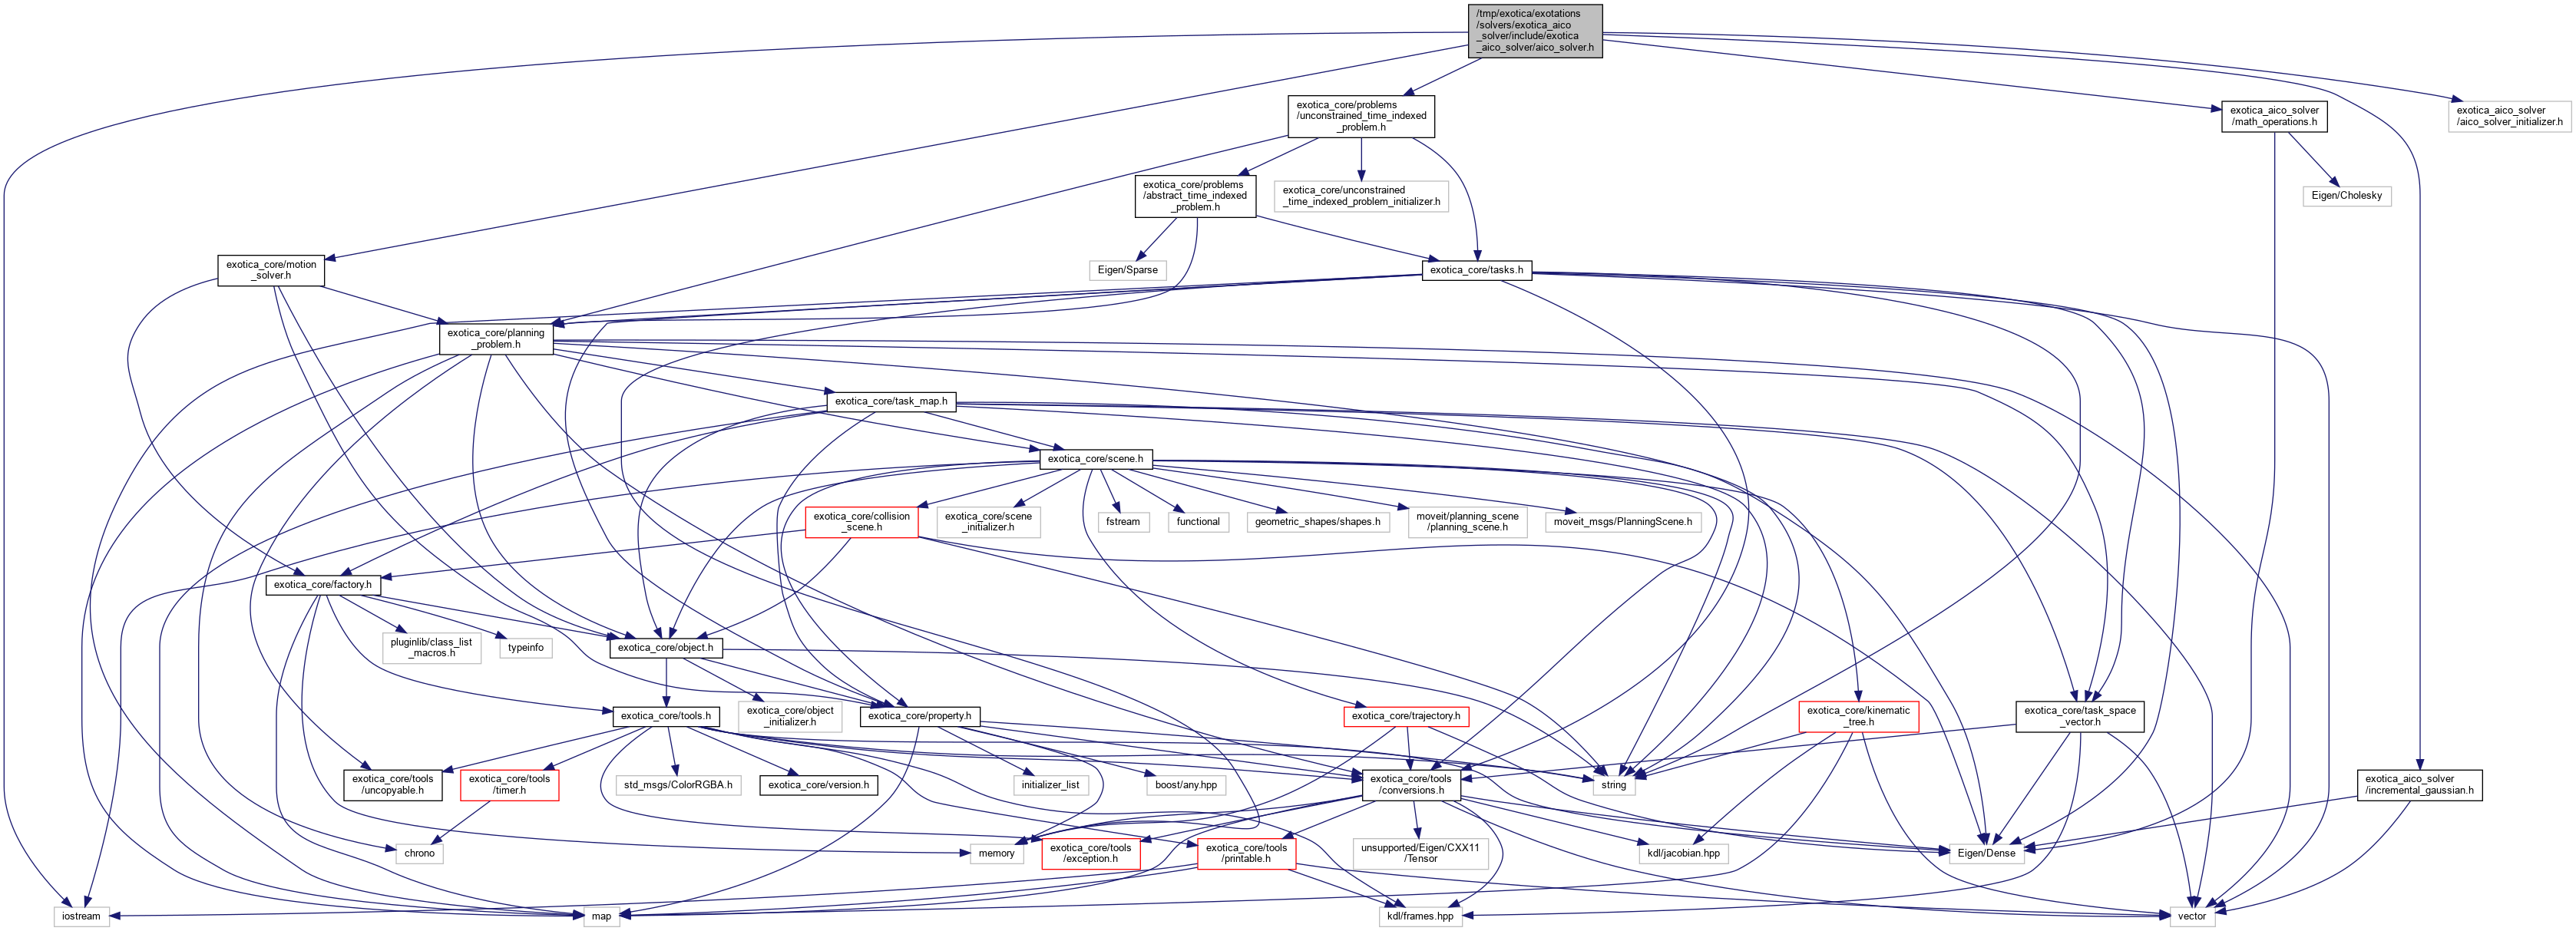 /tmp/exotica/exotations
/solvers/exotica_aico
_solver/include/exotica
_aico_solver/aico_solver.h
exotica_core/problems
/unconstrained_time_indexed
_problem.h
exotica_aico_solver
/math_operations.h
exotica_aico_solver
/aico_solver_initializer.h
exotica_core/problems
/abstract_time_indexed
_problem.h
exotica_core/unconstrained
_time_indexed_problem_initializer.h
Eigen/Cholesky
exotica_core/motion
_solver.h
Eigen/Sparse
exotica_core/tasks.h
exotica_core/planning
_problem.h
exotica_core/task_map.h
exotica_core/scene.h
exotica_core/collision
_scene.h
exotica_core/scene
_initializer.h
fstream
functional
geometric_shapes/shapes.h
moveit/planning_scene
/planning_scene.h
moveit_msgs/PlanningScene.h
exotica_core/factory.h
pluginlib/class_list
_macros.h
typeinfo
exotica_core/object.h
exotica_core/tools.h
exotica_core/object
_initializer.h
exotica_core/property.h
exotica_core/trajectory.h
exotica_core/kinematic
_tree.h
exotica_core/task_space
_vector.h
exotica_core/tools
/uncopyable.h
exotica_core/tools
/timer.h
std_msgs/ColorRGBA.h
exotica_core/version.h
initializer_list
boost/any.hpp
exotica_core/tools
/conversions.h
string
exotica_aico_solver
/incremental_gaussian.h
chrono
memory
exotica_core/tools
/exception.h
exotica_core/tools
/printable.h
unsupported/Eigen/CXX11
/Tensor
kdl/jacobian.hpp
Eigen/Dense
iostream
map
kdl/frames.hpp
vector